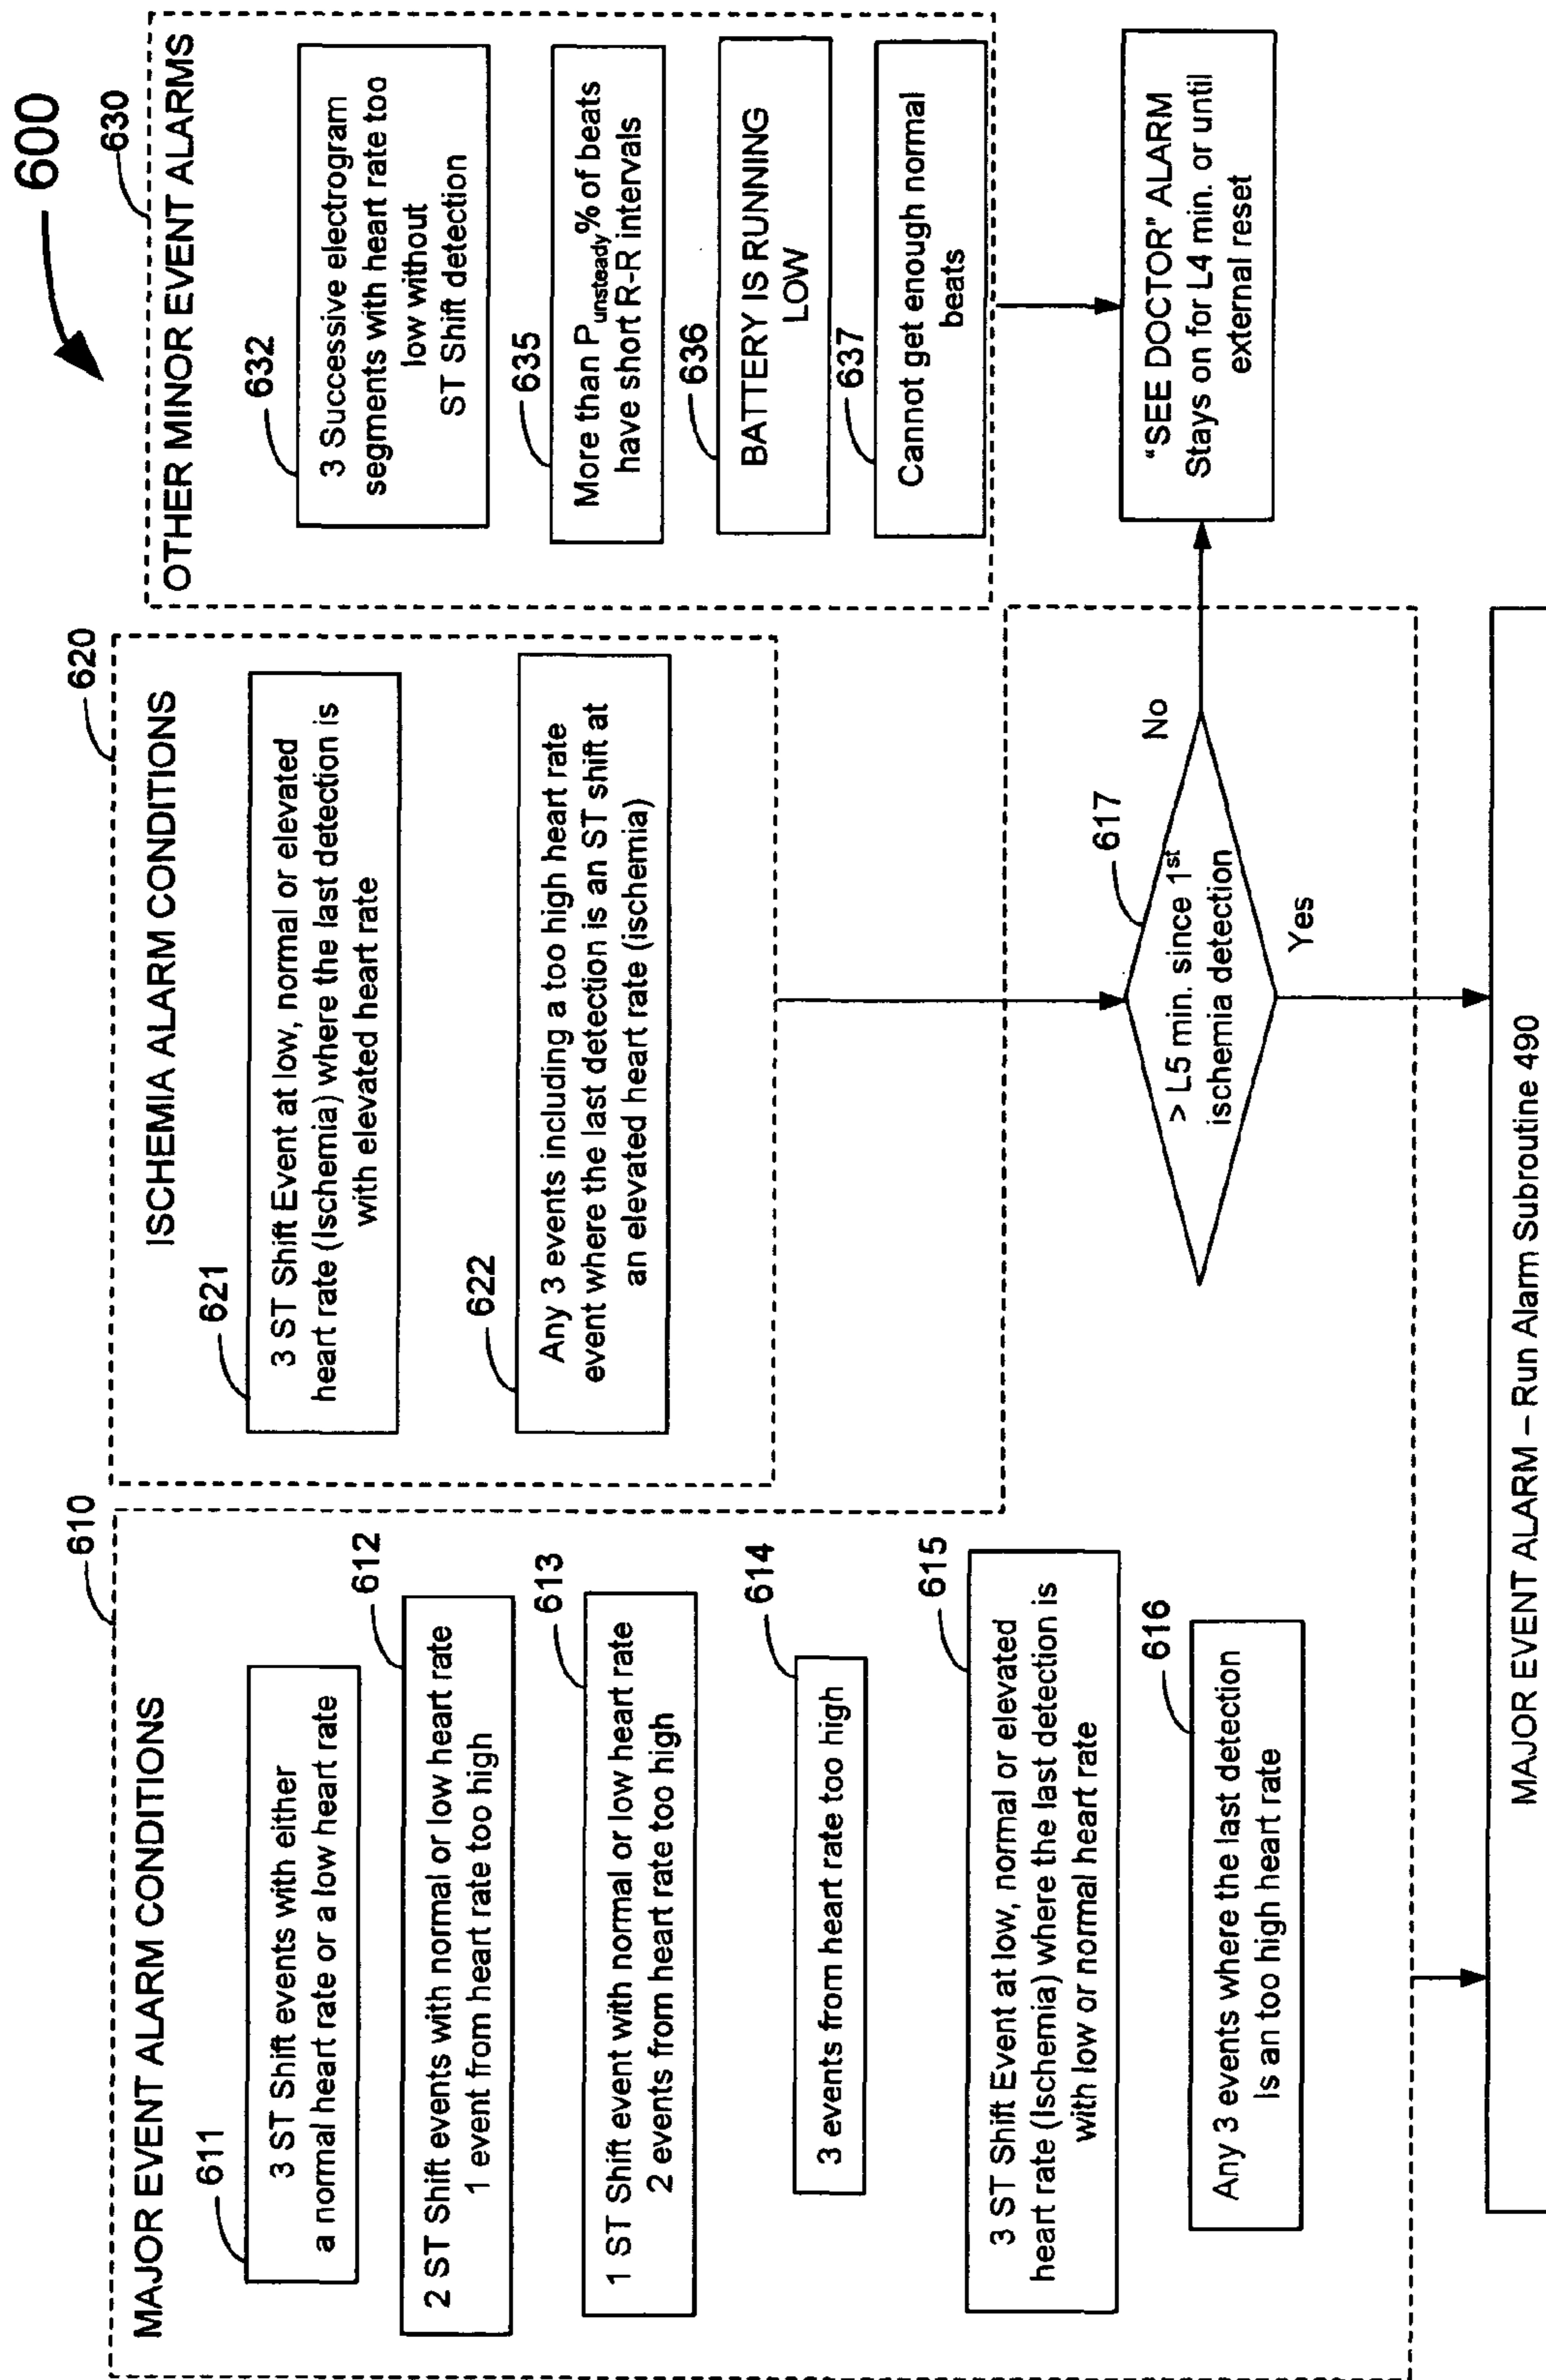 600
MAJOR EVENT ALARM CONDITIONS
610
611
3 ST Shift events with either
a normal heart rate or a low heart rate
612
2 ST Shift events with normal or low heart rate
1 event from heart rate too high
613
1 ST Shift event with normal or low heart rate
2 events from heart rate too high
614
3 events from heart rate too high
615
3 ST Shift Event at low, normal or elevated
heart rate (Ischemia) where the last detection is
with low or normal heart rate
616
Any 3 events where the last detection
Is an too high heart rate
ISCHEMIA ALARM CONDITIONS
620
621
3 ST Shift Event at low, normal or elevated
heart rate (Ischemia) where the last detection is
with elevated heart rate
622
Any 3 events including a too high heart rate
event where the last detection is an ST shift at
an elevated heart rate (ischemia)
617
> L5 min. since 1st
ischemia detection
No
Yes
OTHER MINOR EVENT ALARMS
630
632
3 Successive electrogram
segments with heart rate too
low without
ST Shift detection
635
More than Punsteady% of beats
have short R-R intervals
636
BATTERY IS RUNNING
LOW
637
Cannot get enough normal
beats
"SEE DOCTOR" ALARM
Stays on for L4 min. or until
external reset
MAJOR EVENT ALARM – Run Alarm Subroutine 490